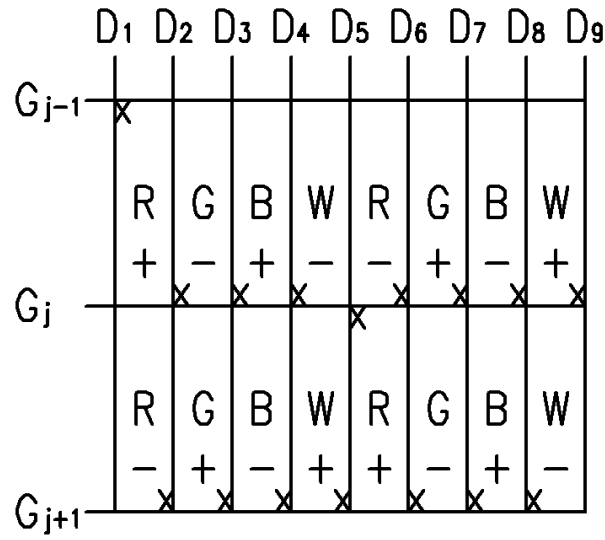 D1 D2 D3 D4 D5 D6 D7 D8 D9
Gj-1
R G B W R G B W
+ - + - - + - +
Gj
R G B W R G B W
- + - + + - + -
Gj+1